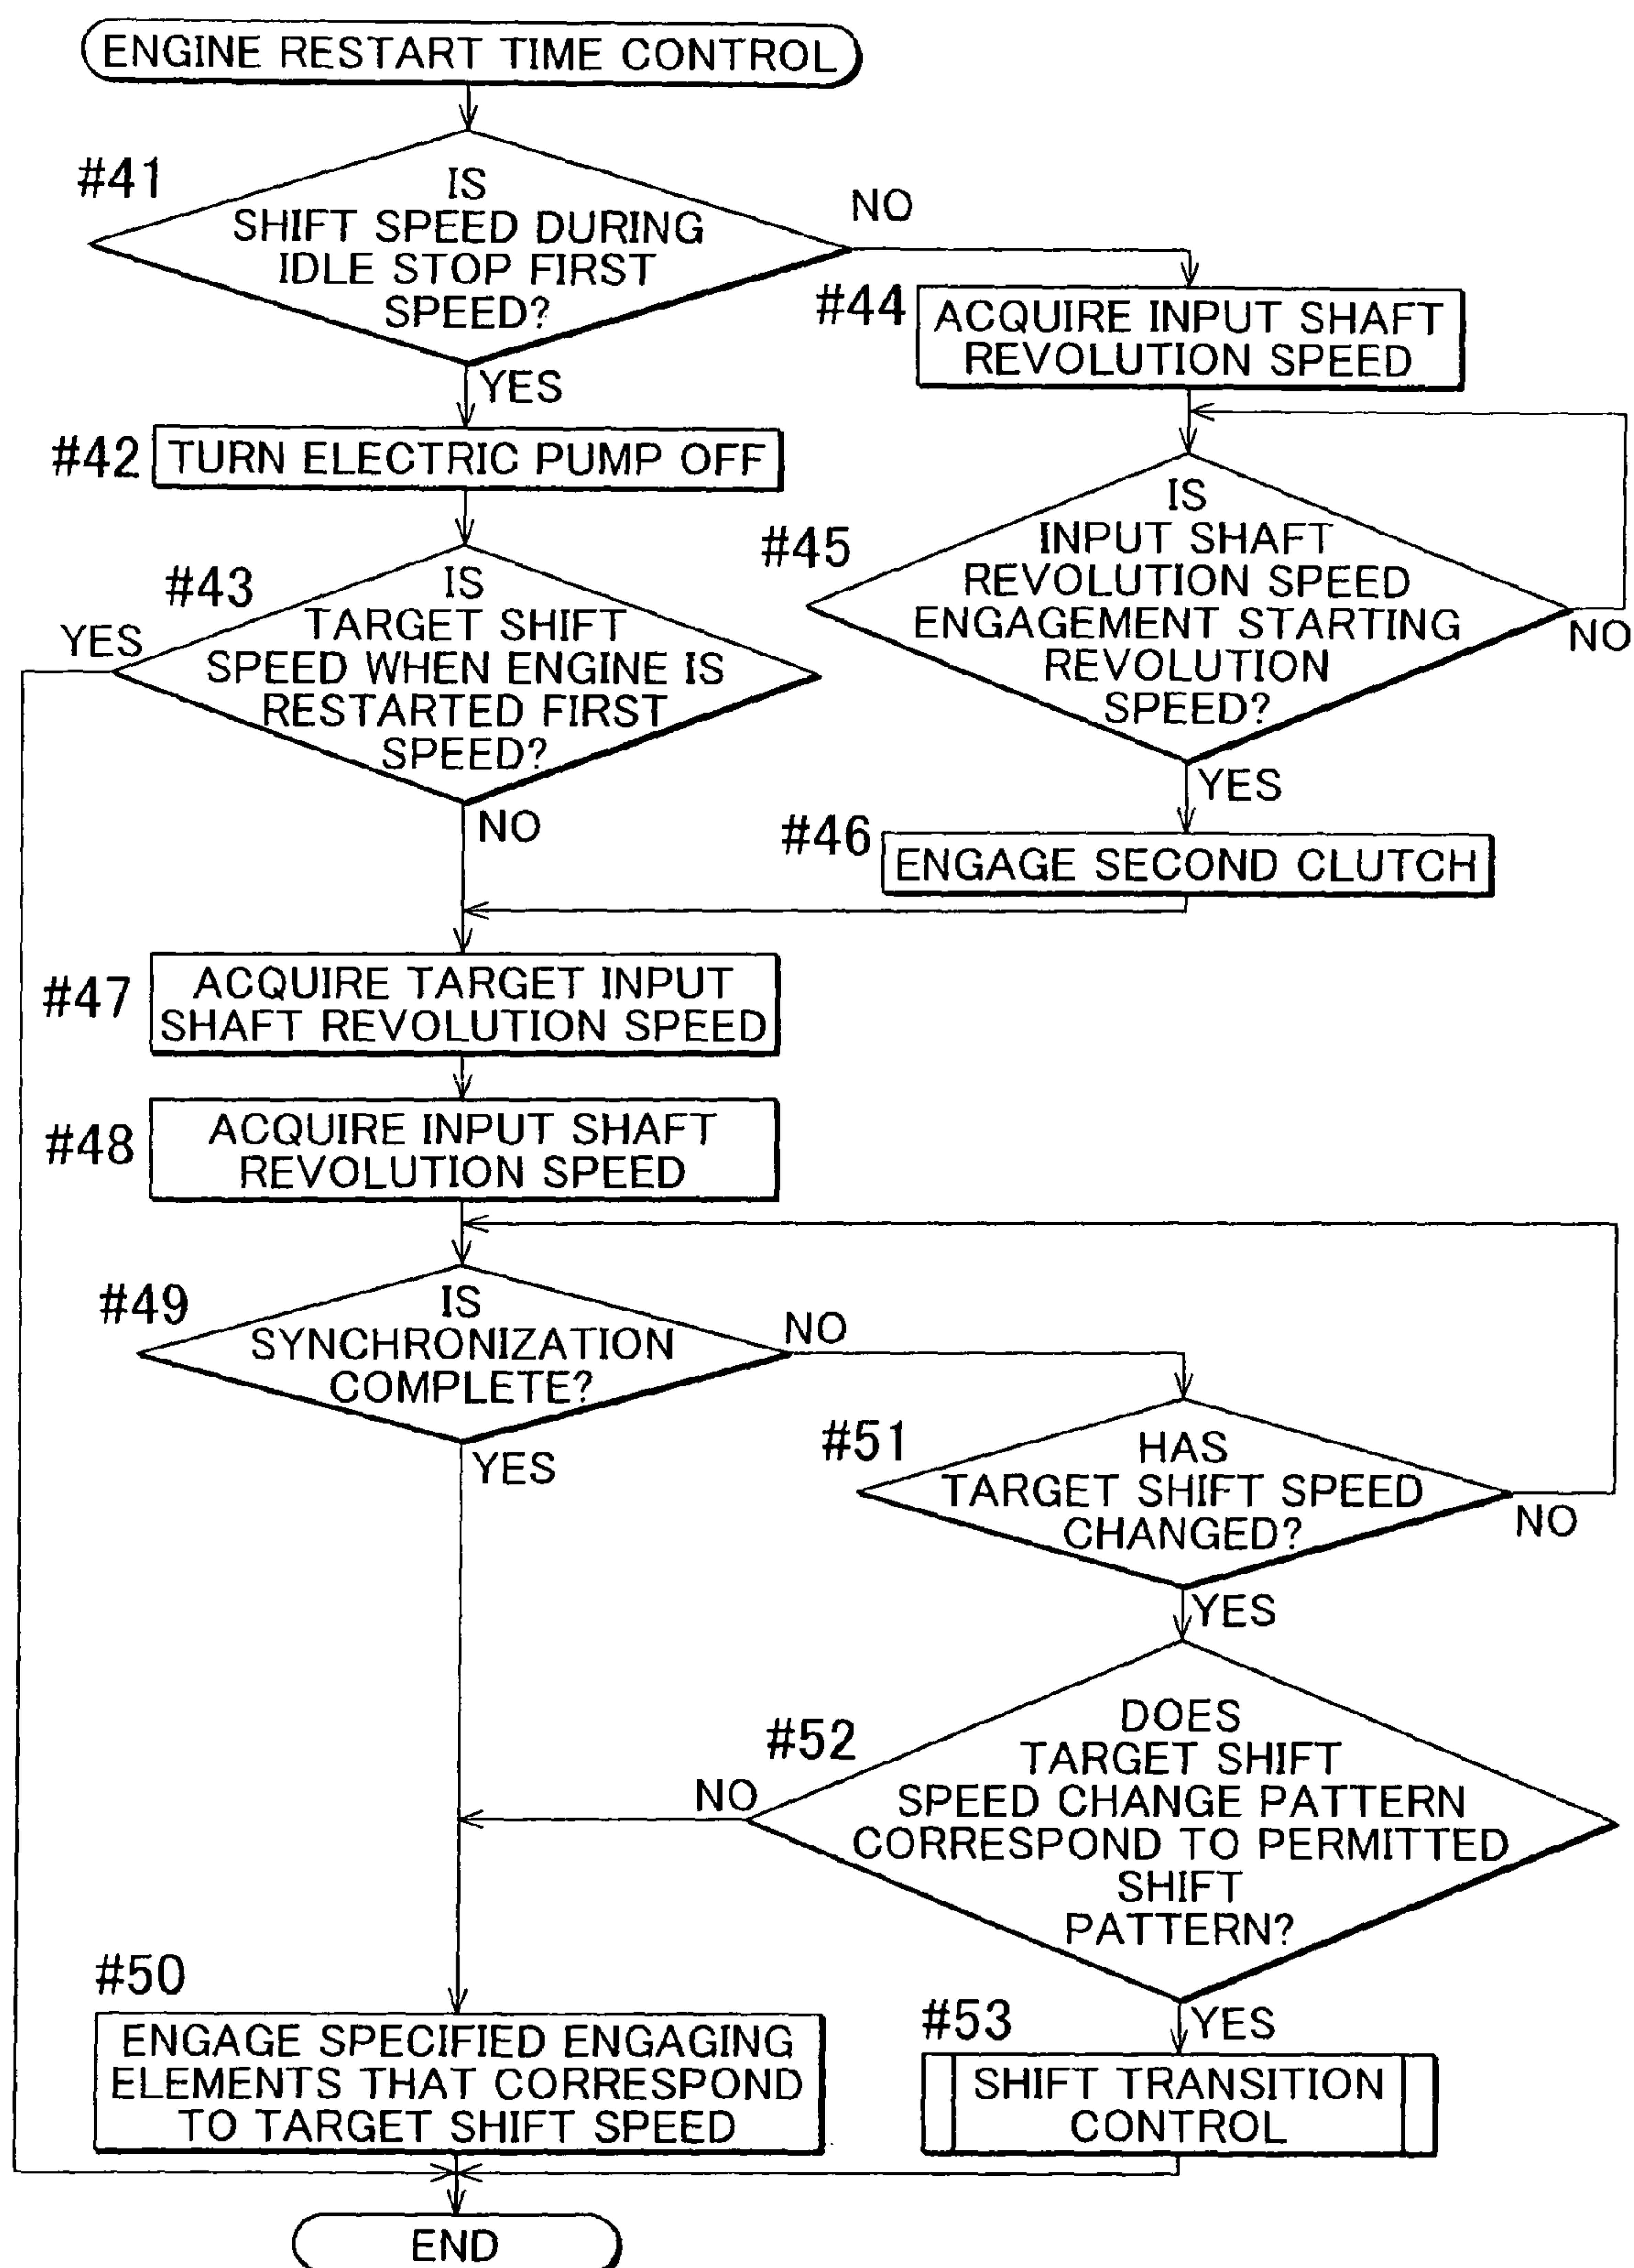 ENGINE RESTART TIME CONTROL
#41
IS
SHIFT SPEED DURING
IDLE STOP FIRST
SPEED?
NO
YES
#44
ACQUIRE INPUT SHAFT
REVOLUTION SPEED
#42
TURN ELECTRIC PUMP OFF
#45
IS
INPUT SHAFT
REVOLUTION SPEED
ENGAGEMENT STARTING
REVOLUTION
SPEED?
NO
YES
#43
IS
TARGET SHIFT
SPEED WHEN ENGINE IS
RESTARTED FIRST
SPEED?
YES
NO
#46
ENGAGE SECOND CLUTCH
#47
ACQUIRE TARGET INPUT
SHAFT REVOLUTION SPEED
#48
ACQUIRE INPUT SHAFT
REVOLUTION SPEED
#49
IS
SYNCHRONIZATION
COMPLETE?
NO
YES
#51
HAS
TARGET SHIFT SPEED
CHANGED?
NO
YES
#52
DOES
TARGET SHIFT
SPEED CHANGE PATTERN
CORRESPOND TO PERMITTED
SHIFT
PATTERN?
NO
YES
#50
ENGAGE SPECIFIED ENGAGING
ELEMENTS THAT CORRESPOND
TO TARGET SHIFT SPEED
#53
SHIFT TRANSITION
CONTROL
END